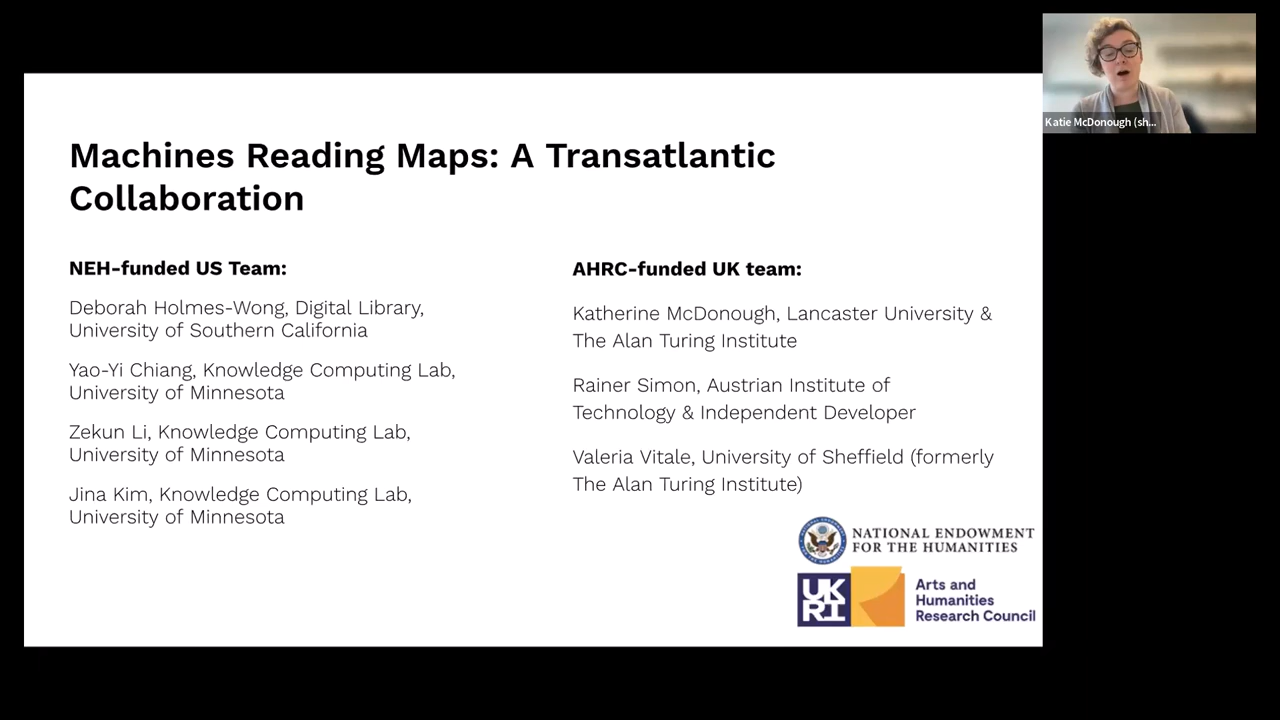 Katie McDonough (sh...
Machines Reading Maps: A Transatlantic
Collaboration
NEH-funded US Team:
Deborah Holmes-Wong, Digital Library,
University of Southern California
Yao-Yi Chiang, Knowledge Computing Lab,
University of Minnesota
Zekun Li, Knowledge Computing Lab,
University of Minnesota
Jina Kim, Knowledge Computing Lab,
University of Minnesota
AHRC-funded UK team:
Katherine McDonough, Lancaster University &
The Alan Turing Institute
Rainer Simon, Austrian Institute of
Technology & Independent Developer
Valeria Vitale, University of Sheffield (formerly
The Alan Turing Institute)
NATIONAL ENDOWMENT
FOR THE HUMANITIES
UK
RI
Arts and
Humanities
Research Council